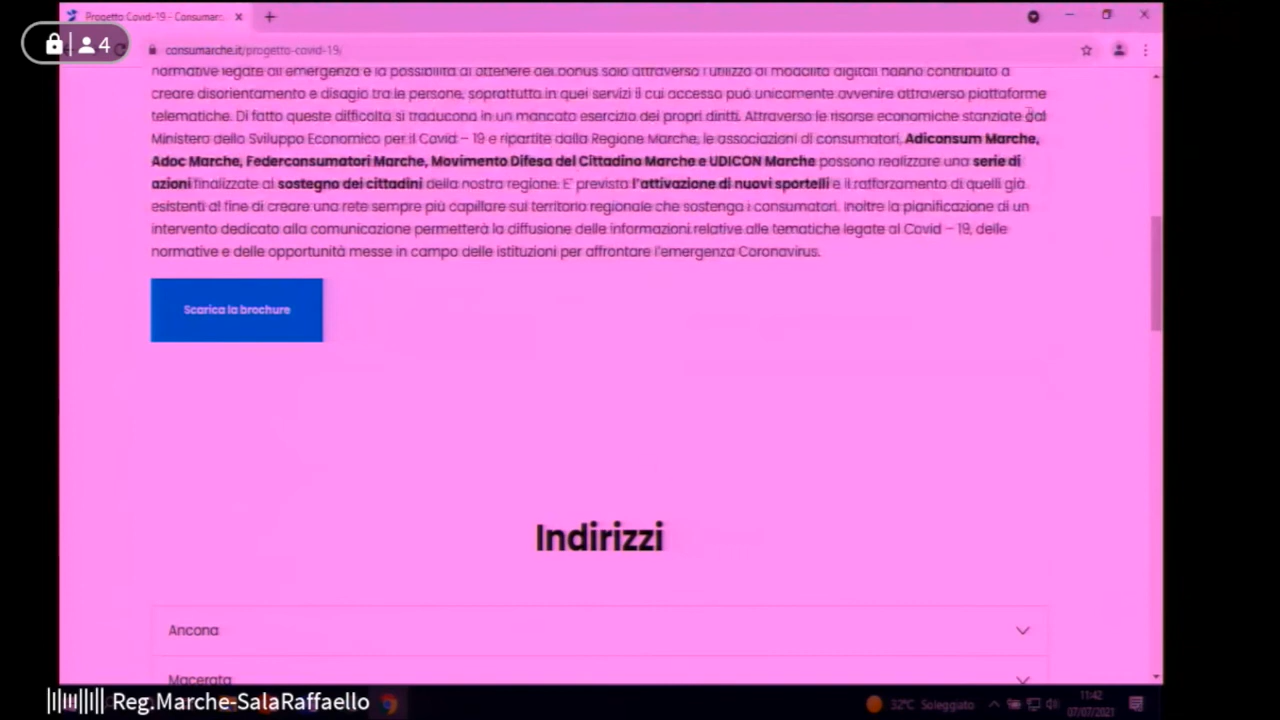 Progetto Covid-19 - Consumarc
4
consumarche.it/progetto-covid-19/
normative legate all'emergenza e la possibilità di ottenere dei bonus solo attraverso l'utilizzo di modalità digitali hanno contribuito a
creare disorientamento e disagio tra le persone, soprattutto in quei servizi il cui accesso può unicamente avvenire attraverso piattaforme
telematiche. Di fatto queste difficoltà si traducono in un mancato esercizio dei propri diritti. Attraverso le risorse economiche stanziate dal
Ministero dello Sviluppo Economico per il Covid – 19 e ripartite dalla Regione Marche, le associazioni di consumatori, Adiconsum Marche,
Adoc Marche, Federconsumatori Marche, Movimento Difesa del Cittadino Marche e UDICON Marche possono realizzare una serie di
azioni finalizzate al sostegno dei cittadini della nostra regione. E' prevista l'attivazione di nuovi sportelli e il rafforzamento di quelli già
esistenti al fine di creare una rete sempre più capillare sul territorio regionale che sostenga i consumatori. Inoltre la pianificazione di un
intervento dedicato alla comunicazione permetterà la diffusione delle informazioni relative alle tematiche legate al Covid – 19, delle
normative e delle opportunità messe in campo delle istituzioni per affrontare l'emergenza Coronavirus.
Scarica la brochure
Indirizzi
Ancona
Macerata
Reg.Marche-SalaRaffaello
32°C Soleggiato
11:42
07/07/2021